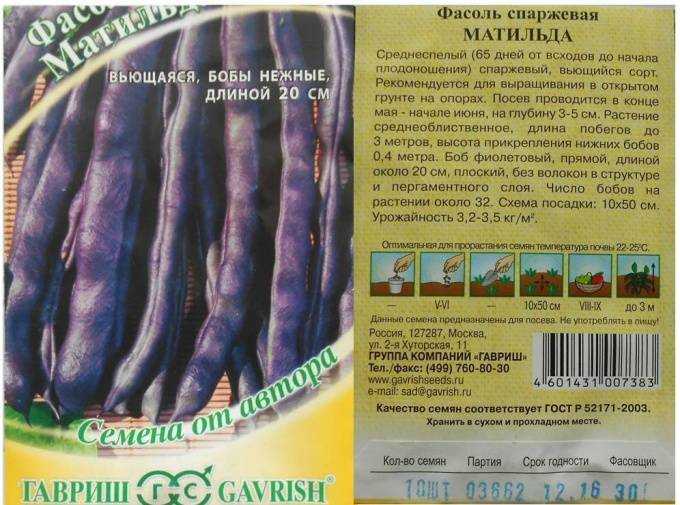 Фасоль
Матильда
ВЬЮЩАЯСЯ, БОБЫ НЕЖНЫЕ,
ДЛИНОЙ 20 СМ
Семена от автора
ГАВРИШ ГС GAVRISH®
Фасоль спаржевая
МАТИЛЬДА
Среднеспелый (65 дней от всходов до начала
плодоношения) спаржевый, вьющийся сорт.
Рекомендуется для выращивания в открытом
грунте на опорах. Посев проводится в конце
мая - начале июня, на глубину 3-5 см. Растение
среднеоблиственное, длина побегов до
3 метров, высота прикрепления нижних бобов
0,4 метра. Боб фиолетовый, прямой, длиной
около 20 см, плоский, без волокон в структуре
и пергаментного слоя. Число бобов на
растении около 32. Схема посадки: 10х50 см.
Урожайность 3,2-3,5 кг/м².
Оптимальная для прорастания семян температура почвы 22-25°С.
— V-VI — 10х50 см VIII-IX до 3 м
Данные семена предназначены для посева. Не употреблять в пищу!
Россия, 127287, Москва,
ул. 2-я Хуторская, 11
ГРУППА КОМПАНИЙ "ГАВРИШ"
Тел./факс: (499) 760-80-30
www.gavrishseeds.ru
e-mail: sad@gavrish.ru
4 601431 007383
Качество семян соответствует ГОСТ Р 52171-2003.
Хранить в сухом и прохладном месте.
Кол-во семян Партия Срок годности Фасовщик
10ШТ 03662 12.16 30